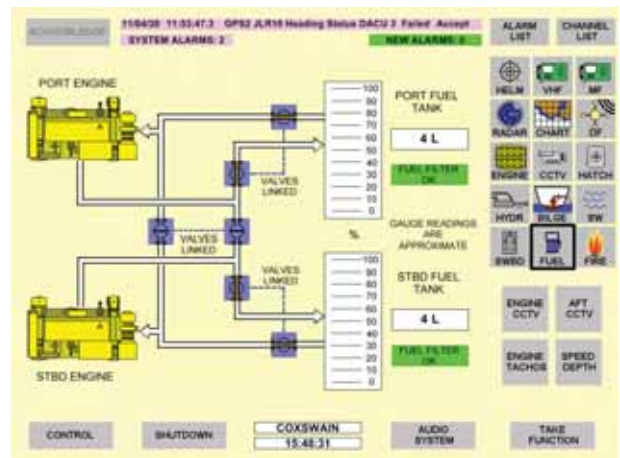 ACKNOWLEDGE
11/04/20 11:53:47.3 GPS2 JLR10 Heading Status DACU 3 Failed Accept
SYSTEM ALARMS: 2
NEW ALARMS: 0
ALARM LIST
CHANNEL LIST
PORT ENGINE
100
90
80
70
60
50
40
30
20
10
0
PORT FUEL
TANK
4 L
FUEL FILTER
OK
VALVES
LINKED
VALVES
LINKED
%
GAUGE READINGS
ARE
APPROXIMATE
VALVES
LINKED
100
90
80
70
60
50
40
30
20
10
0
STBD FUEL
TANK
4 L
FUEL FILTER
OK
STBD ENGINE
HELM VHF MF
RADAR CHART DF
ENGINE CCTV HATCH
HYDR BILGE SW
SWBD FUEL FIRE
ENGINE
CCTV
AFT
CCTV
ENGINE
TACHOS
SPEED
DEPTH
CONTROL
SHUTDOWN
COXSWAIN
15:48:31
AUDIO
SYSTEM
TAKE
FUNCTION